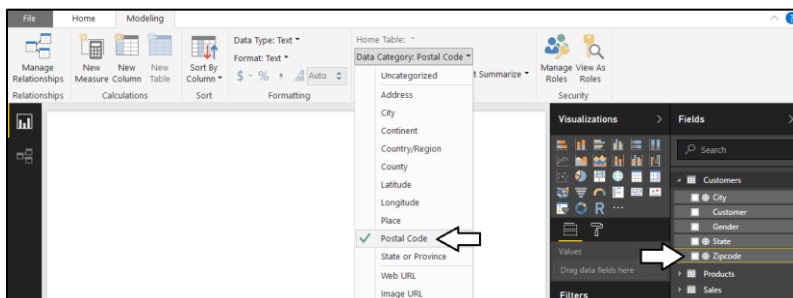 File Home Modeling
Data Type: Text
Home Table:
Format: Text
Data Category: Postal Code
Manage Relationships
New Measure
New Column
New Table
Sort By Column
$ - % , .00 Auto
t Summarize
Manage Roles
View As Roles
Relationships
Calculations
Sort
Formatting
Security
Uncategorized
Address
City
Continent
Country/Region
County
Latitude
Longitude
Place
Postal Code
State or Province
Web URL
Image URL
Visualizations
R
Values
Drag data fields here
Filters
Fields
Search
Customers
City
Customer
Gender
State
Zipcode
Products
Sales